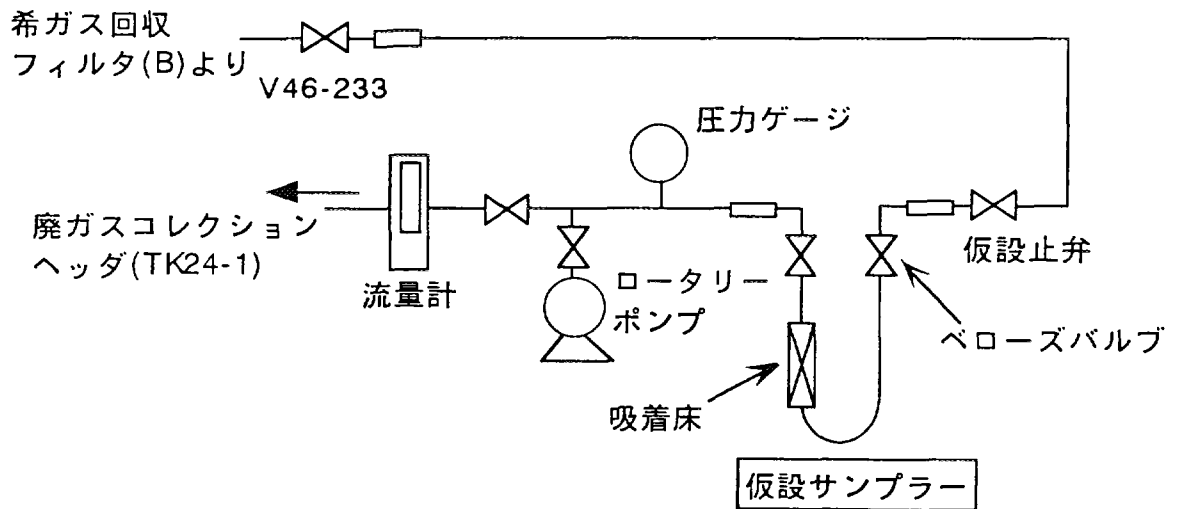 希ガス回収
フィルタ(B)より
V46-233
圧力ゲージ
廃ガスコレクション
ヘッダ(TK24-1)
流量計
ロータリー
ポンプ
仮設止弁
ベローズバルブ
吸着床
仮設サンプラー